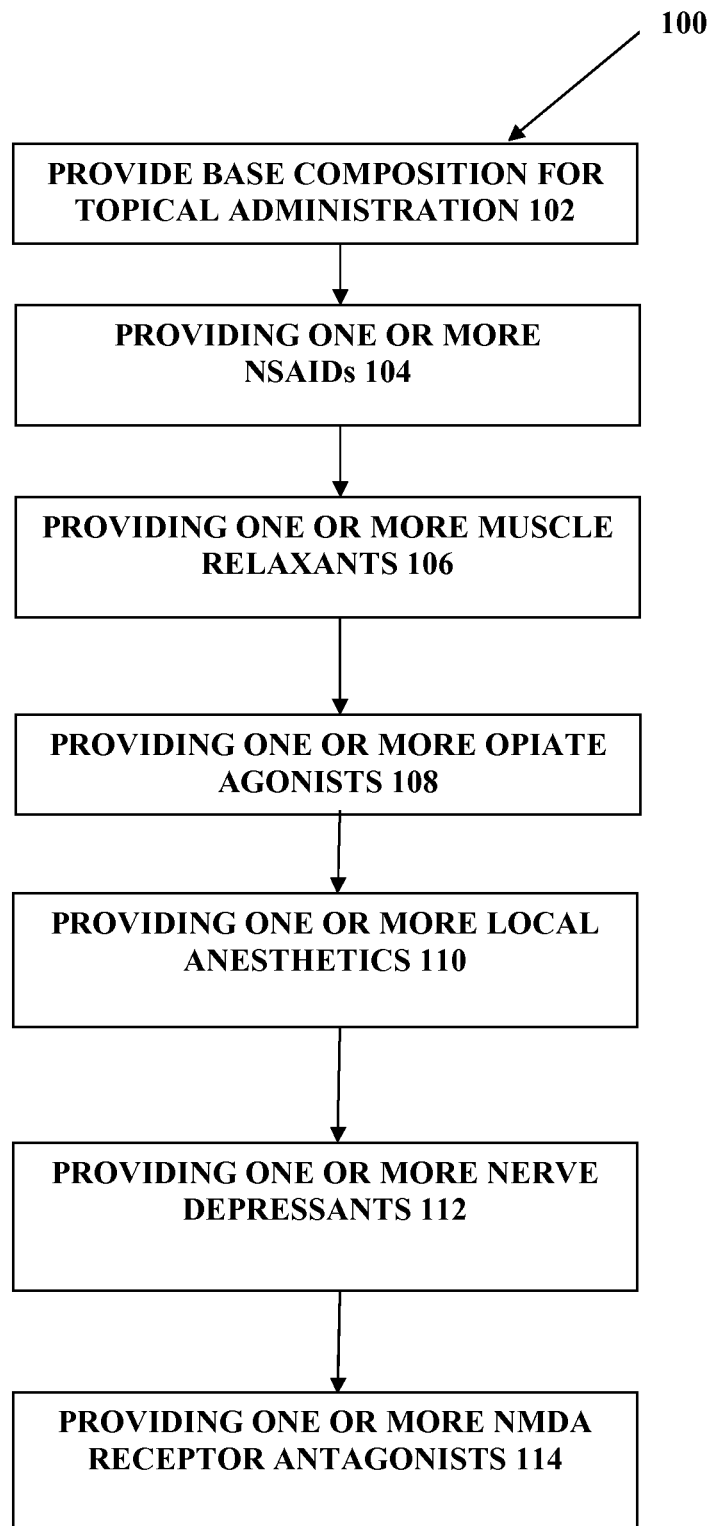 100
PROVIDE BASE COMPOSITION FOR
TOPICAL ADMINISTRATION 102
PROVIDING ONE OR MORE
NSAIDs 104
PROVIDING ONE OR MORE MUSCLE
RELAXANTS 106
PROVIDING ONE OR MORE OPIATE
AGONISTS 108
PROVIDING ONE OR MORE LOCAL
ANESTHETICS 110
PROVIDING ONE OR MORE NERVE
DEPRESSANTS 112
PROVIDING ONE OR MORE NMDA
RECEPTOR ANTAGONISTS 114